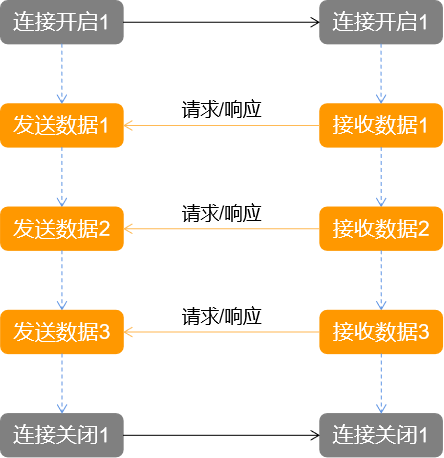 连接开启1
连接开启1
请求/响应
发送数据1
接收数据1
请求/响应
发送数据2
接收数据2
请求/响应
发送数据3
接收数据3
连接关闭1
连接关闭1